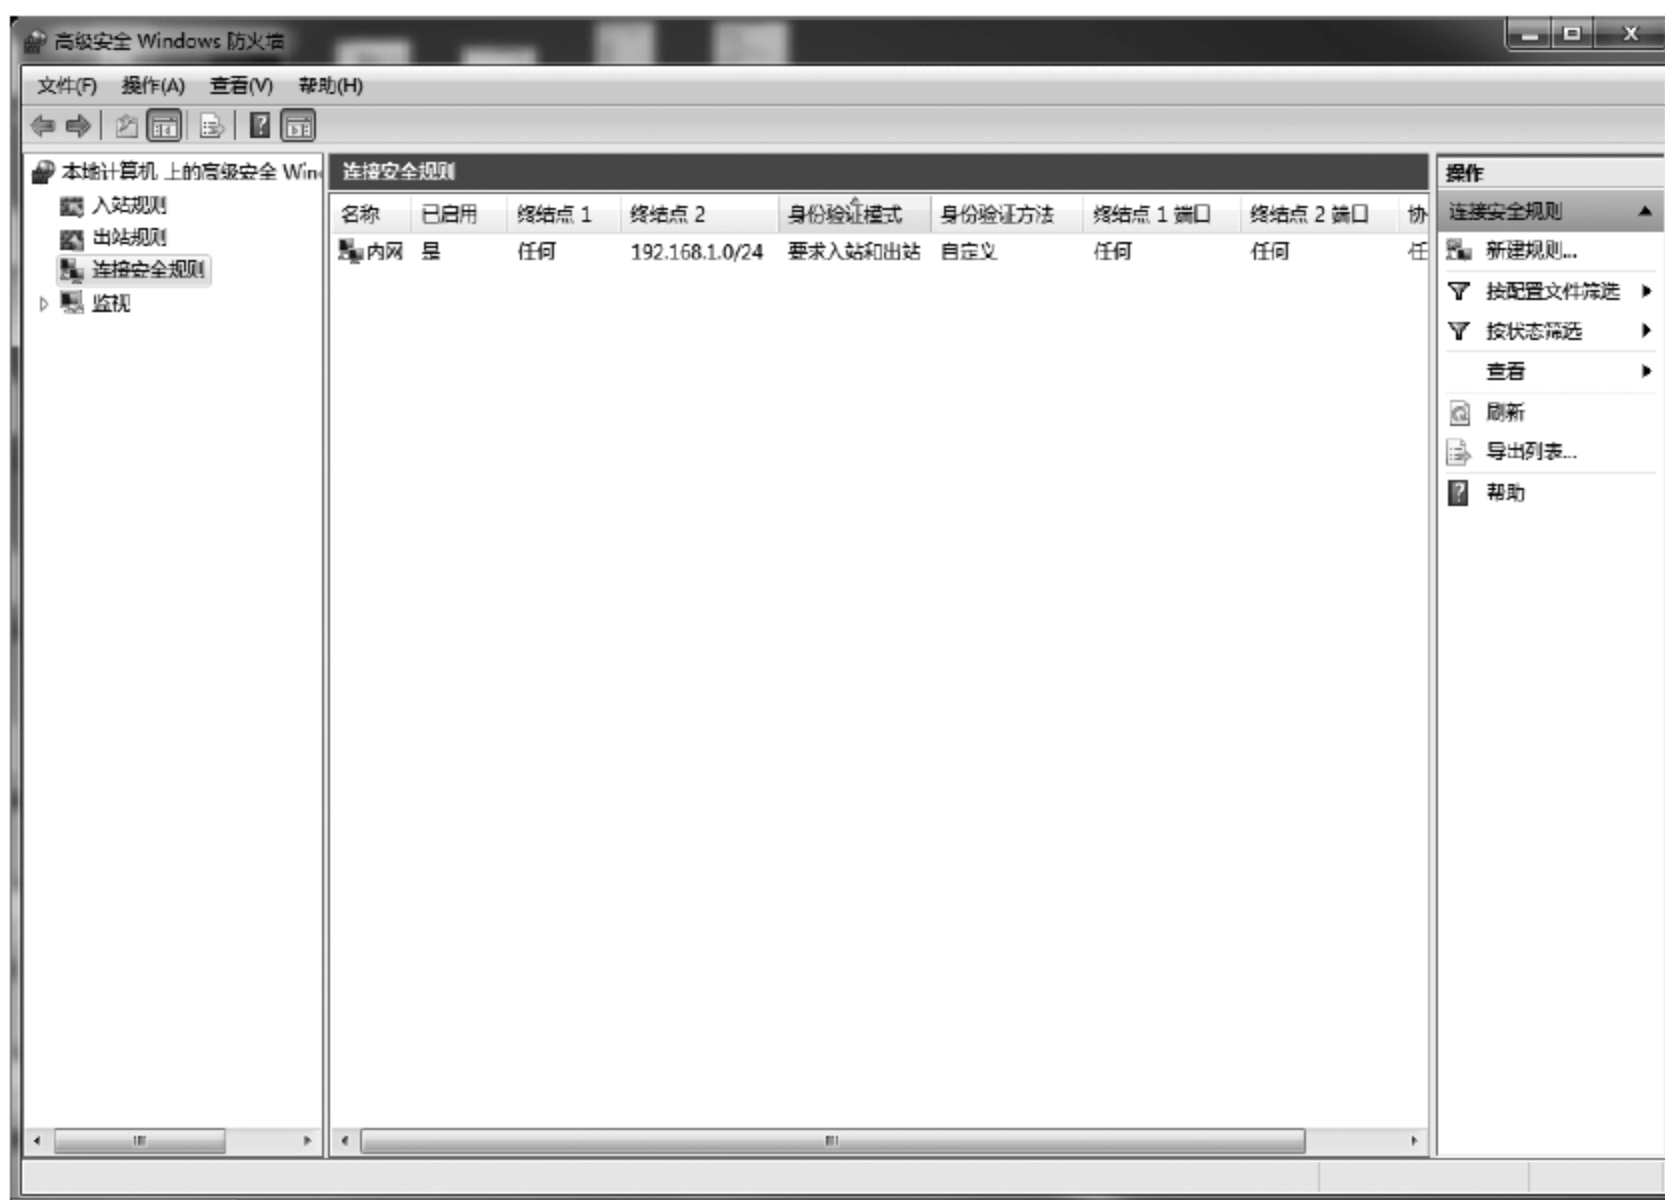 高级安全 Windows 防火墙
文件(F) 操作(A) 查看(V) 帮助(H)
本地计算机 上的高级安全 Win
入站规则
出站规则
连接安全规则
监视
连接安全规则
名称 已启用 终结点 1 终结点 2 身份验证模式 身份验证方法 终结点 1 端口 终结点 2 端口 协
内网 是 任何 192.168.1.0/24 要求入站和出站 自定义 任何 任何 任
操作
连接安全规则
新建规则...
按配置文件筛选
按状态筛选
查看
刷新
导出列表...
帮助